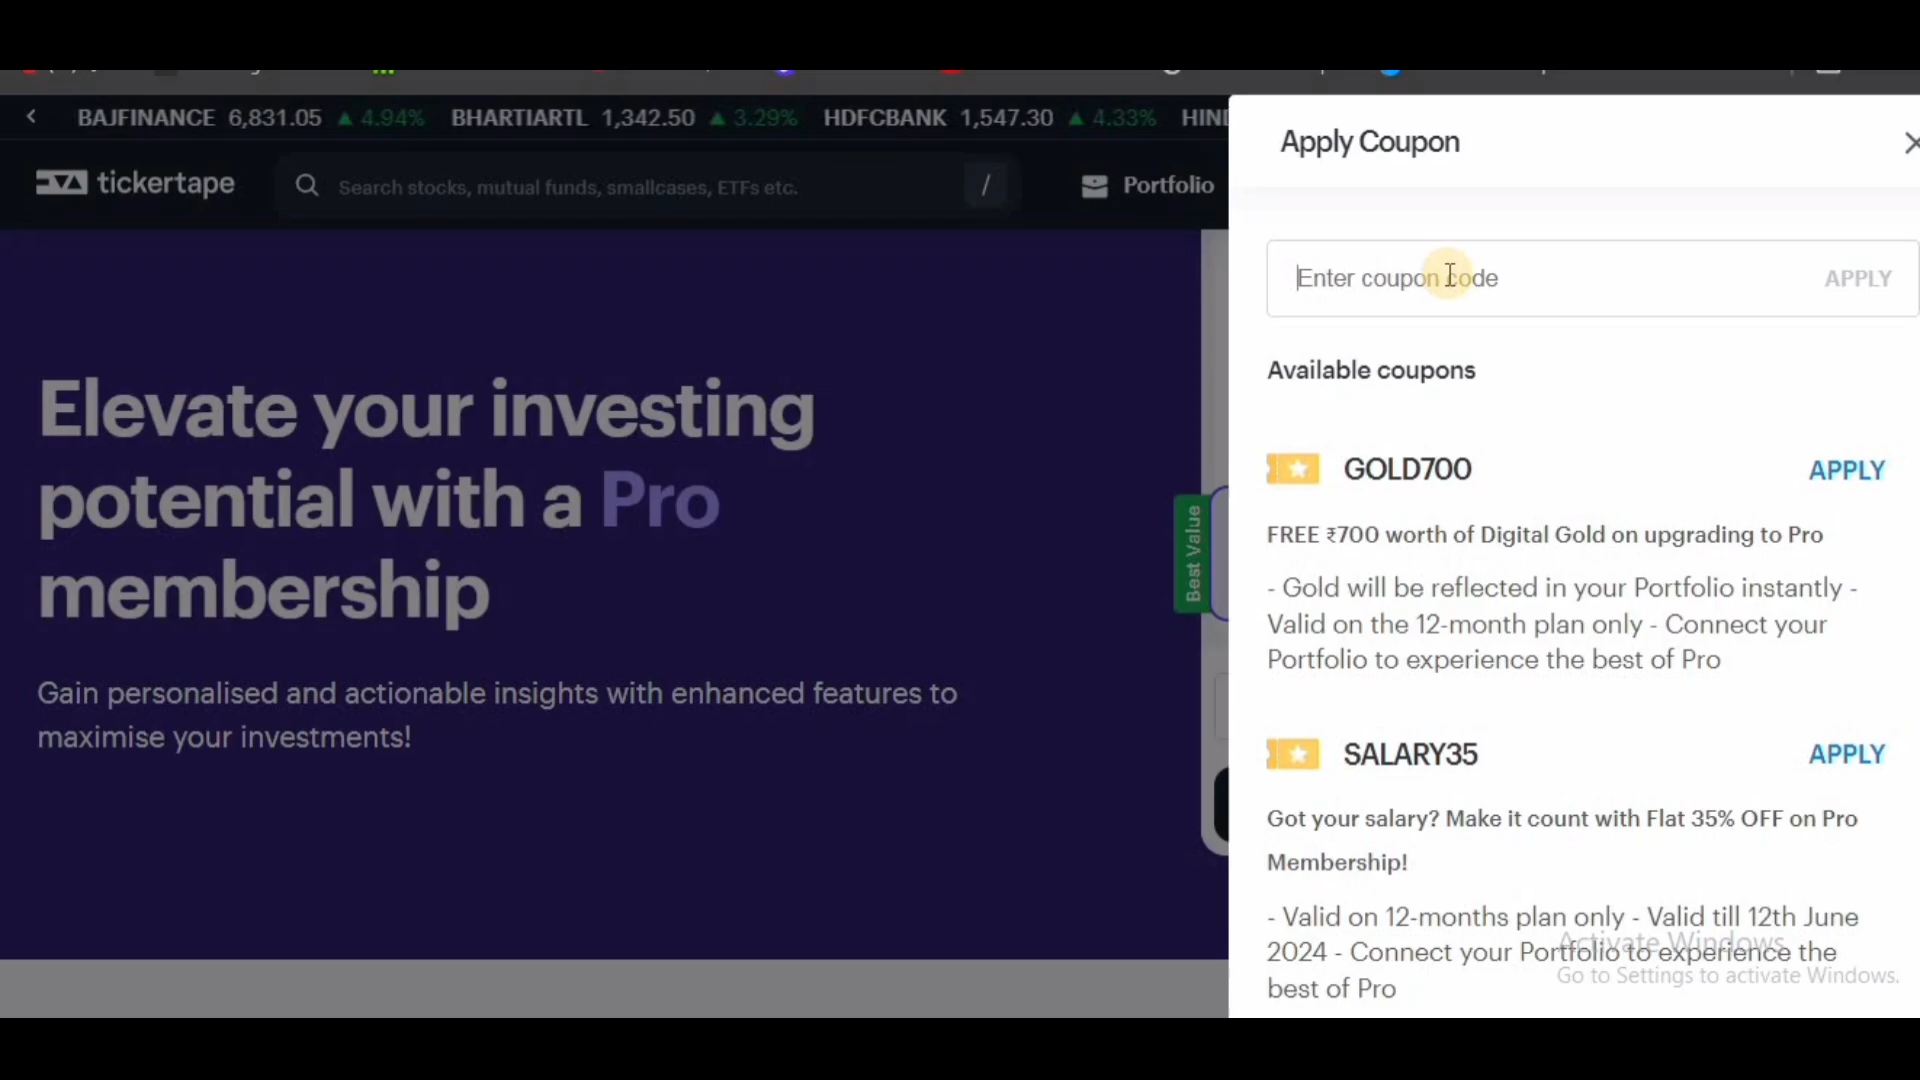 BAJFINANCE 6,831.05 ▲ 4.94% BHARTIARTL 1,342.50 ▲ 3.29% HDFCBANK 1,547.30 ▲ 4.33%
tickertape
Search stocks, mutual funds, smallcases, ETFs etc.
/
Portfolio
Elevate your investing
potential with a Pro
membership
Gain personalised and actionable insights with enhanced features to
maximise your investments!
Best Value
Apply Coupon
Enter coupon code
APPLY
Available coupons
GOLD700
APPLY
FREE ₹700 worth of Digital Gold on upgrading to Pro
- Gold will be reflected in your Portfolio instantly -
Valid on the 12-month plan only - Connect your
Portfolio to experience the best of Pro
SALARY35
APPLY
Got your salary? Make it count with Flat 35% OFF on Pro
Membership!
- Valid on 12-months plan only - Valid till 12th June
2024 - Connect your Portfolio to experience the
best of Pro
Activate Windows
Go to Settings to activate Windows.